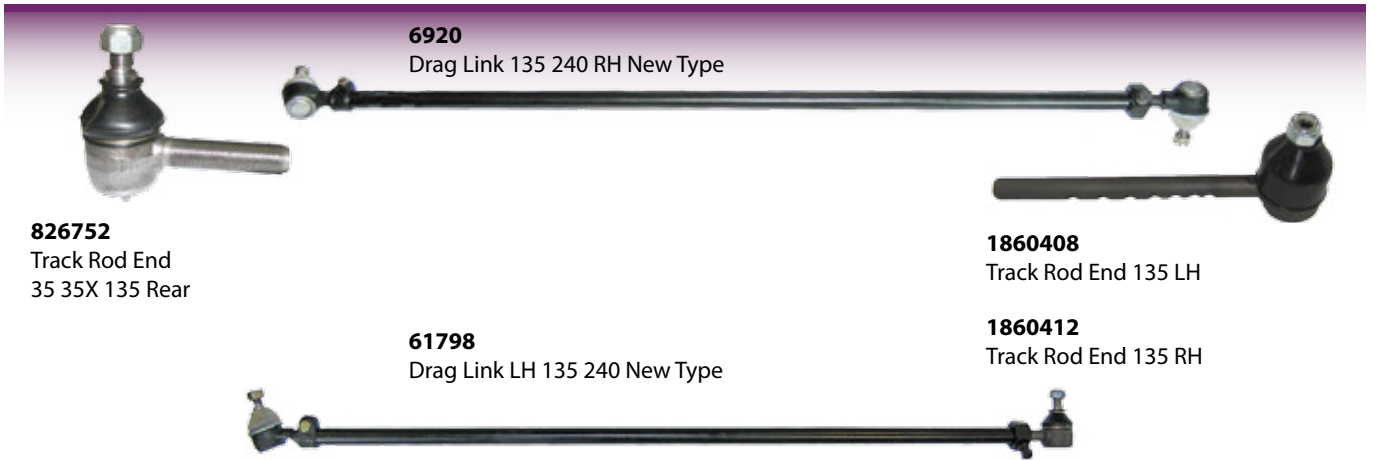 6920
Drag Link 135 240 RH New Type
826752
Track Rod End
35 35X 135 Rear
1860408
Track Rod End 135 LH
1860412
Track Rod End 135 RH
61798
Drag Link LH 135 240 New Type